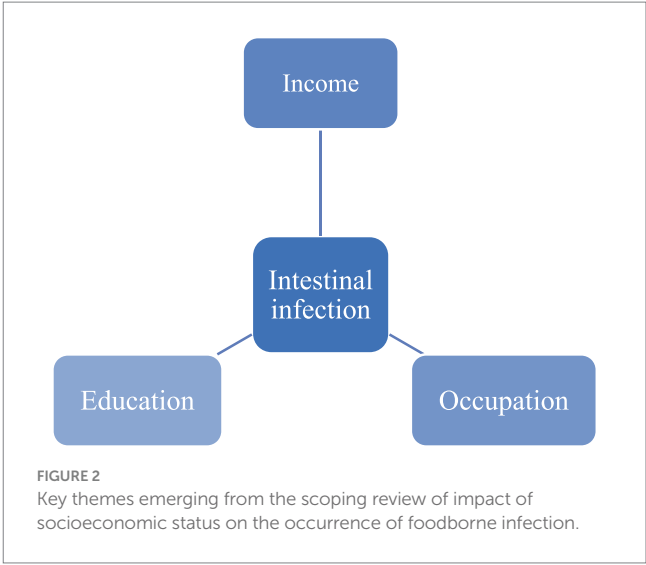 Income
Intestinal
infection
Education
Occupation
FIGURE 2
Key themes emerging from the scoping review of impact of
socioeconomic status on the occurrence of foodborne infection.